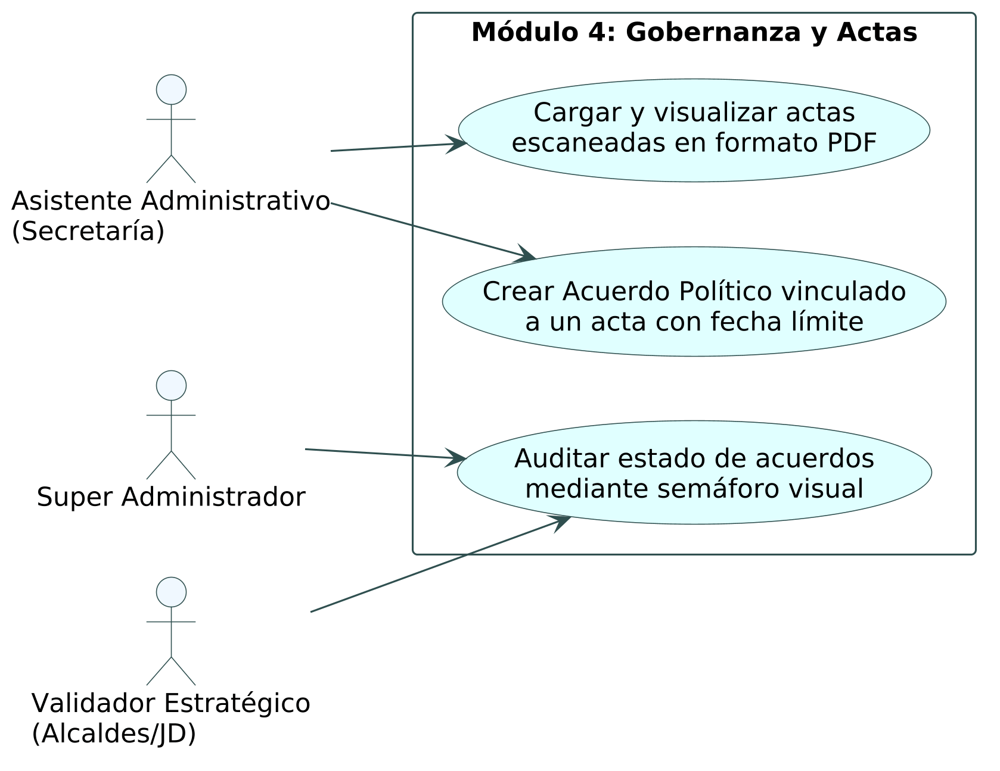 Módulo 4: Gobernanza y Actas
Cargar y visualizar actas
escaneadas en formato PDF
Asistente Administrativo
(Secretaría)
Crear Acuerdo Político vinculado
a un acta con fecha límite
Super Administrador
Auditar estado de acuerdos
mediante semáforo visual
Validador Estratégico
(Alcaldes/JD)